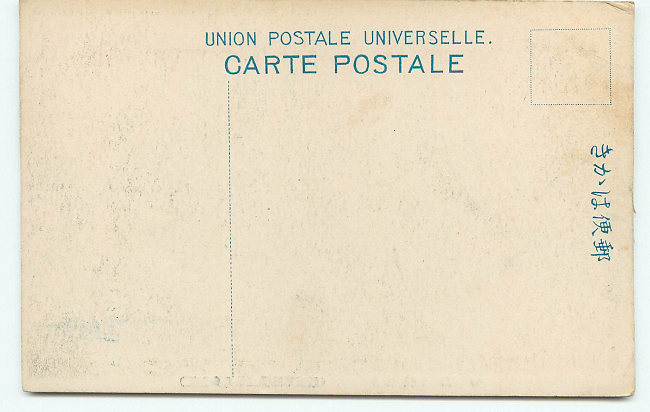 UNION POSTALE UNIVERSELLE.
CARTE POSTALE
きかは便郵